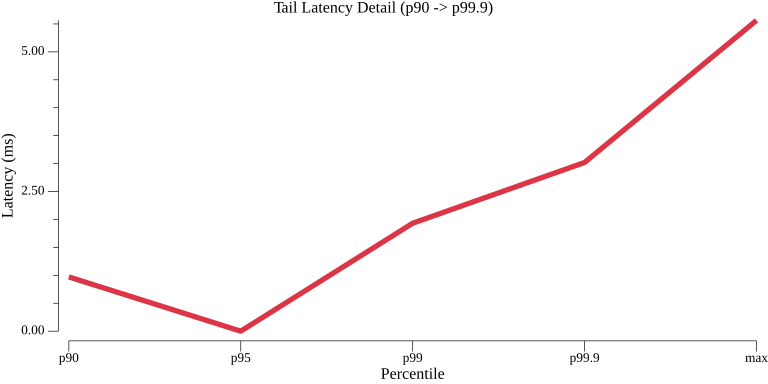 Tail Latency Detail (p90 -> p99.9)
Latency (ms)
5.00
2.50
0.00
p90 p95 p99 p99.9 max
Percentile